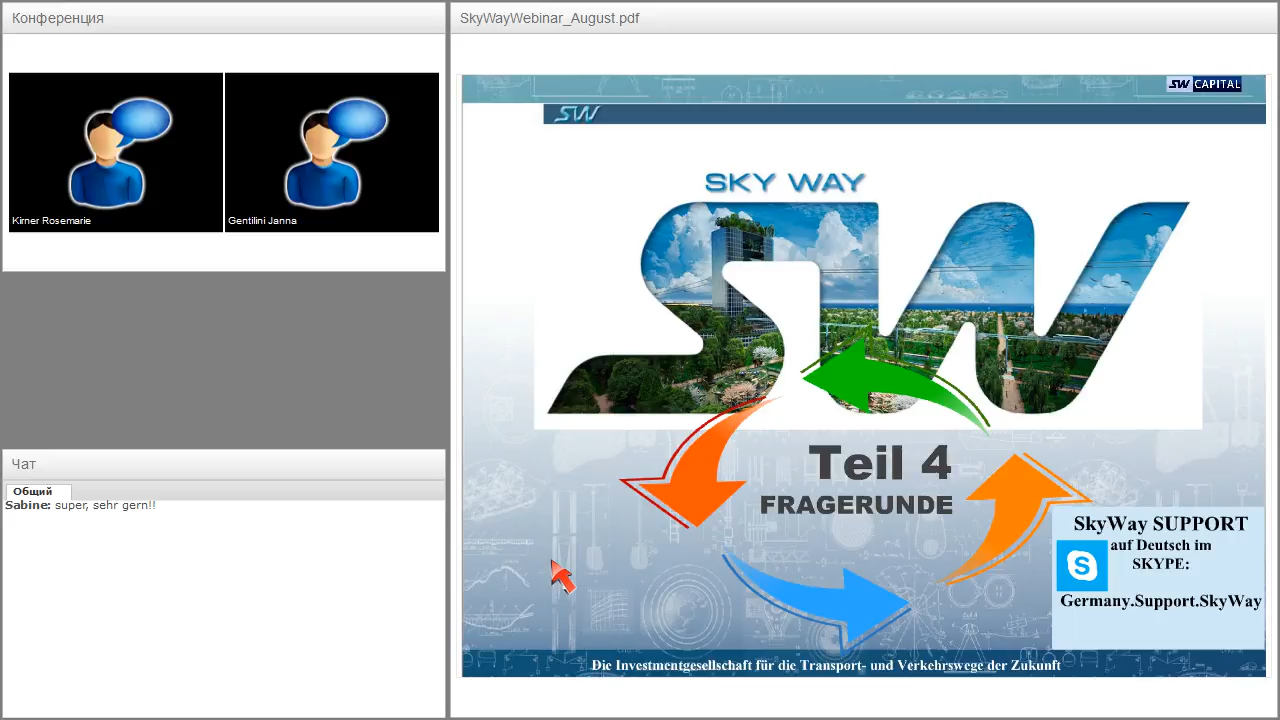 Конференция
Kirner Rosemarie
Gentilini Janna
Чат
Общий
Sabine: super, sehr gern!!
SkyWayWebinar_August.pdf
SW CAPITAL
SW
SKY WAY
SW
Teil 4
FRAGERUNDE
SkyWay SUPPORT
auf Deutsch im
SKYPE:
Germany.Support.SkyWay
Die Investmentgesellschaft für die Transport- und Verkehrswege der Zukunft